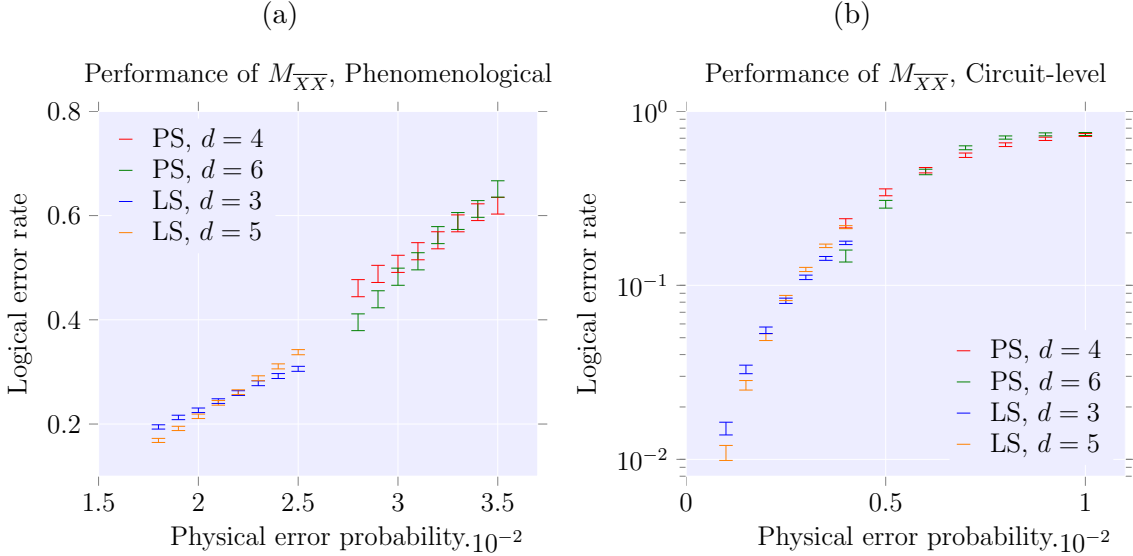 (a)
Performance of $M_{\overline{XX}}$, Phenomenological
Logical error rate
0.8
0.6
0.4
0.2
PS, $d = 4$
PS, $d = 6$
LS, $d = 3$
LS, $d = 5$
1.5 2 2.5 3 3.5
Physical error probability$.10^{-2}$
(b)
Performance of $M_{\overline{XX}}$, Circuit-level
Logical error rate
$10^{0}$
$10^{-1}$
$10^{-2}$
PS, $d = 4$
PS, $d = 6$
LS, $d = 3$
LS, $d = 5$
0 0.5 1
Physical error probability$.10^{-2}$